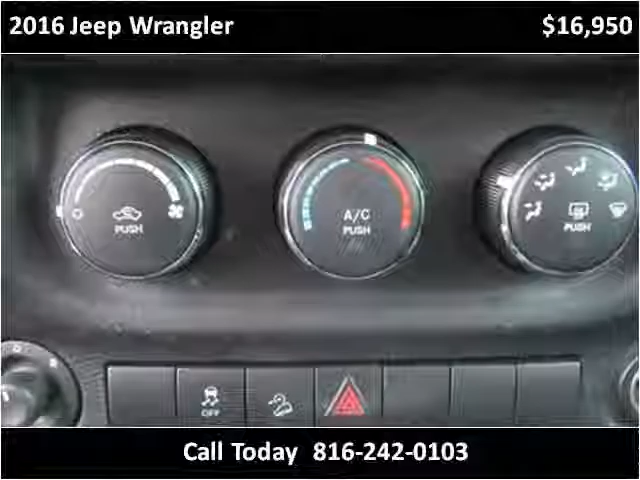 2016 Jeep Wrangler $16,950
A/C
PUSH PUSH PUSH
OFF
Call Today 816-242-0103